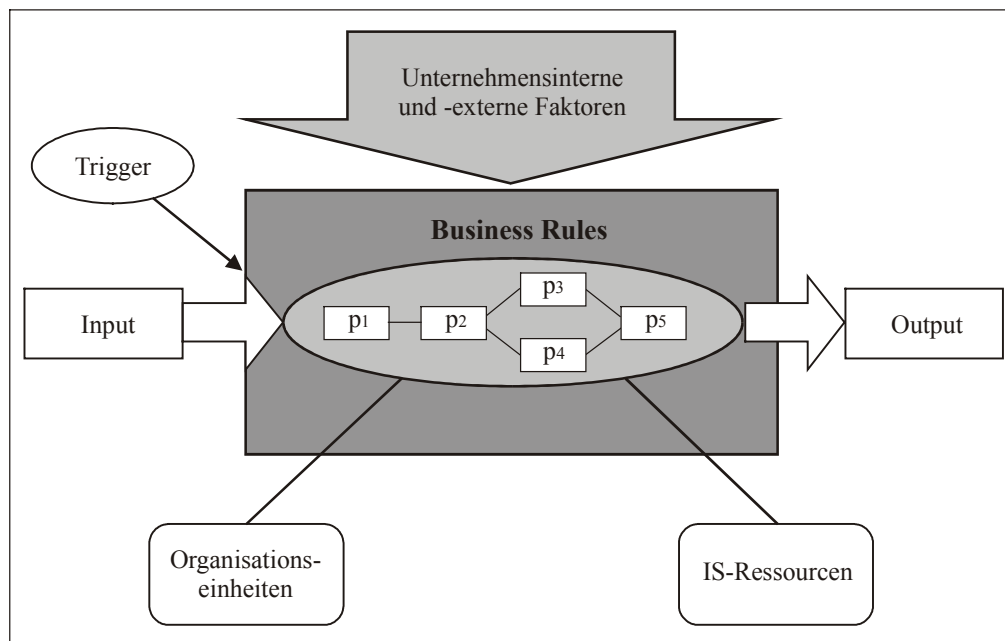 Unternehmensinterne
und -externe Faktoren
Trigger
Business Rules
Input
p1
p2
p3
p4
p5
Output
Organisations-
einheiten
IS-Ressourcen